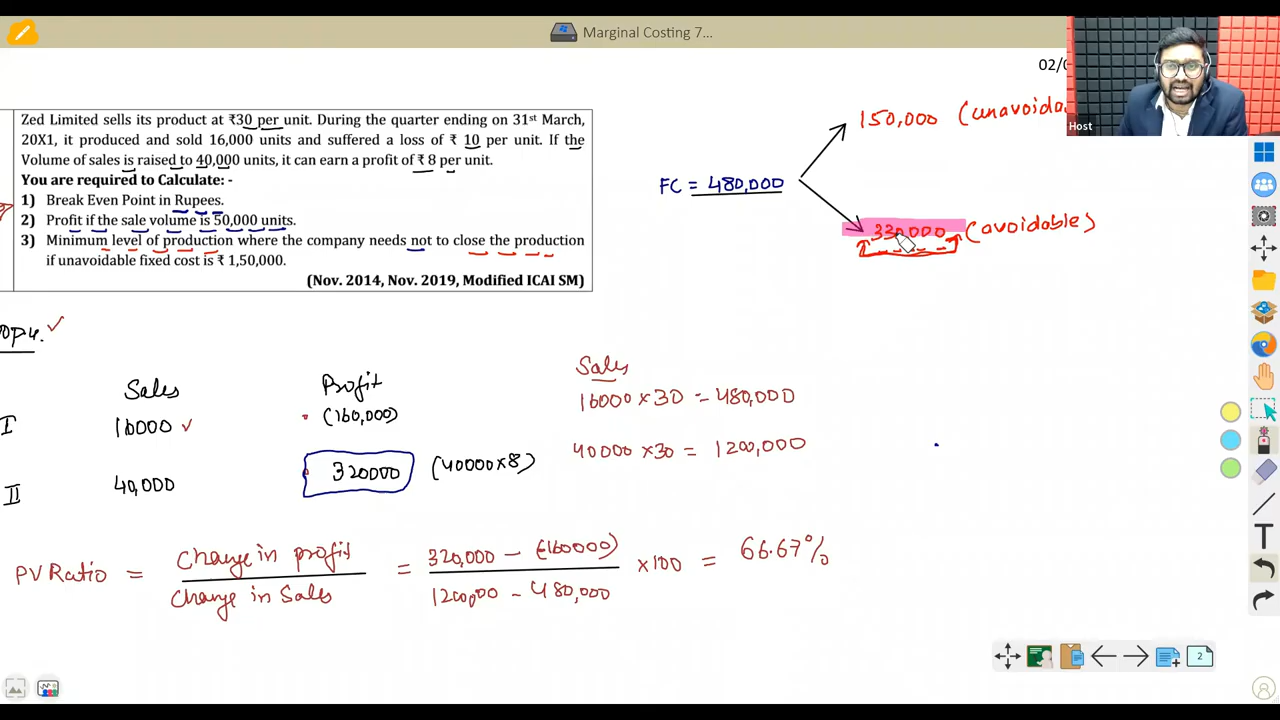 Marginal Costing 7...
02/0
Zed Limited sells its product at ₹30 per unit. During the quarter ending on 31st March,
20X1, it produced and sold 16,000 units and suffered a loss of ₹ 10 per unit. If the
Volume of sales is raised to 40,000 units, it can earn a profit of ₹ 8 per unit.
You are required to Calculate: -
1) Break Even Point in Rupees.
2) Profit if the sale volume is 50,000 units.
3) Minimum level of production where the company needs not to close the production
if unavoidable fixed cost is ₹ 1,50,000.
(Nov. 2014, Nov. 2019, Modified ICAI SM)
150,000 (unavoida
Host
FC = 480,000
330,000 (avoidable)
Sales Profit
I 16000 (160,000)
II 40,000 320000 (40000x8)
Sales
16000 x 30 = 480,000
40000 x 30 = 1200,000
PV Ratio = Change in profit / Change in Sales = 320,000 - (-160000) / 1200,00 - 480,000 x 100 = 66.67%
2